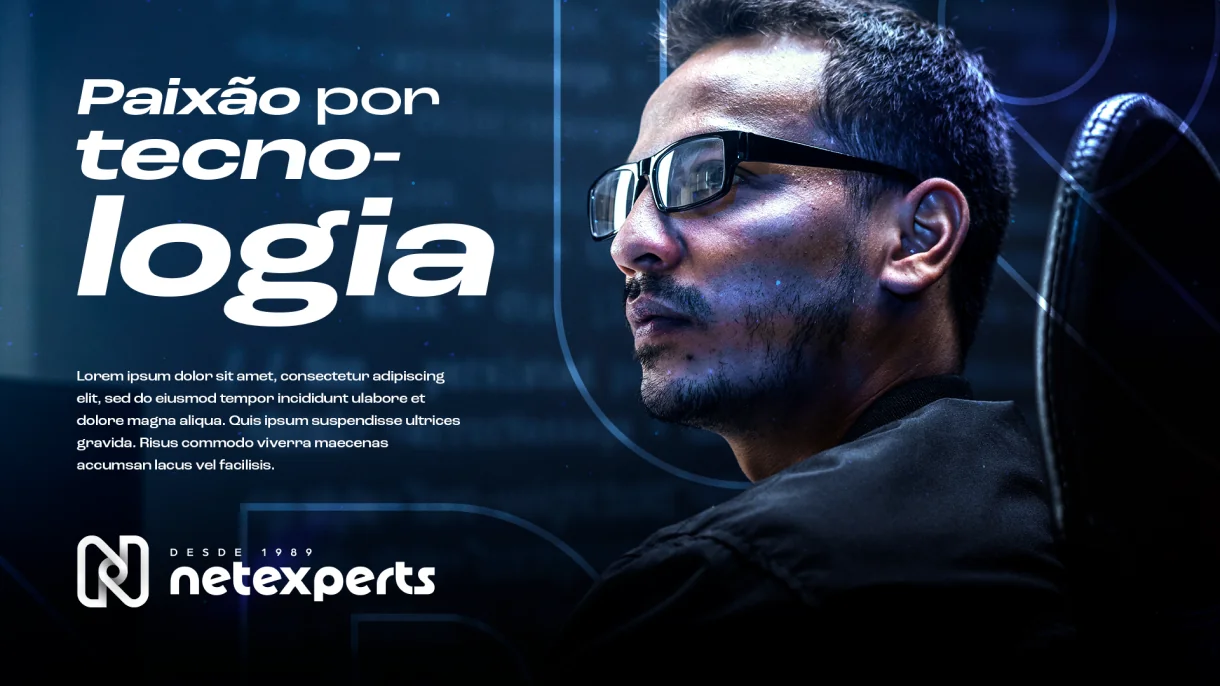 Paixão por
tecno-
logia
Lorem ipsum dolor sit amet, consectetur adipiscing
elit, sed do eiusmod tempor incididunt ulabore et
dolore magna aliqua. Quis ipsum suspendisse ultrices
gravida. Risus commodo viverra maecenas
accumsan lacus vel facilisis.
DESDE 1989
netexperts